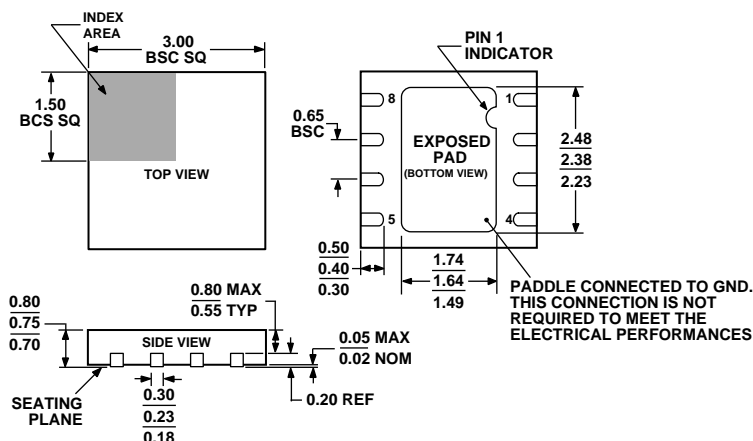 INDEX
AREA
3.00
BSC SQ
1.50
BCS SQ
TOP VIEW
PIN 1
INDICATOR
0.65
BSC
8
1
EXPOSED
PAD
(BOTTOM VIEW)
5
4
2.48
2.38
2.23
0.50
0.40
0.30
1.74
1.64
1.49
PADDLE CONNECTED TO GND.
THIS CONNECTION IS NOT
REQUIRED TO MEET THE
ELECTRICAL PERFORMANCES
0.80
0.75
0.70
0.80 MAX
0.55 TYP
SIDE VIEW
0.05 MAX
0.02 NOM
SEATING
PLANE
0.30
0.23
0.18
0.20 REF